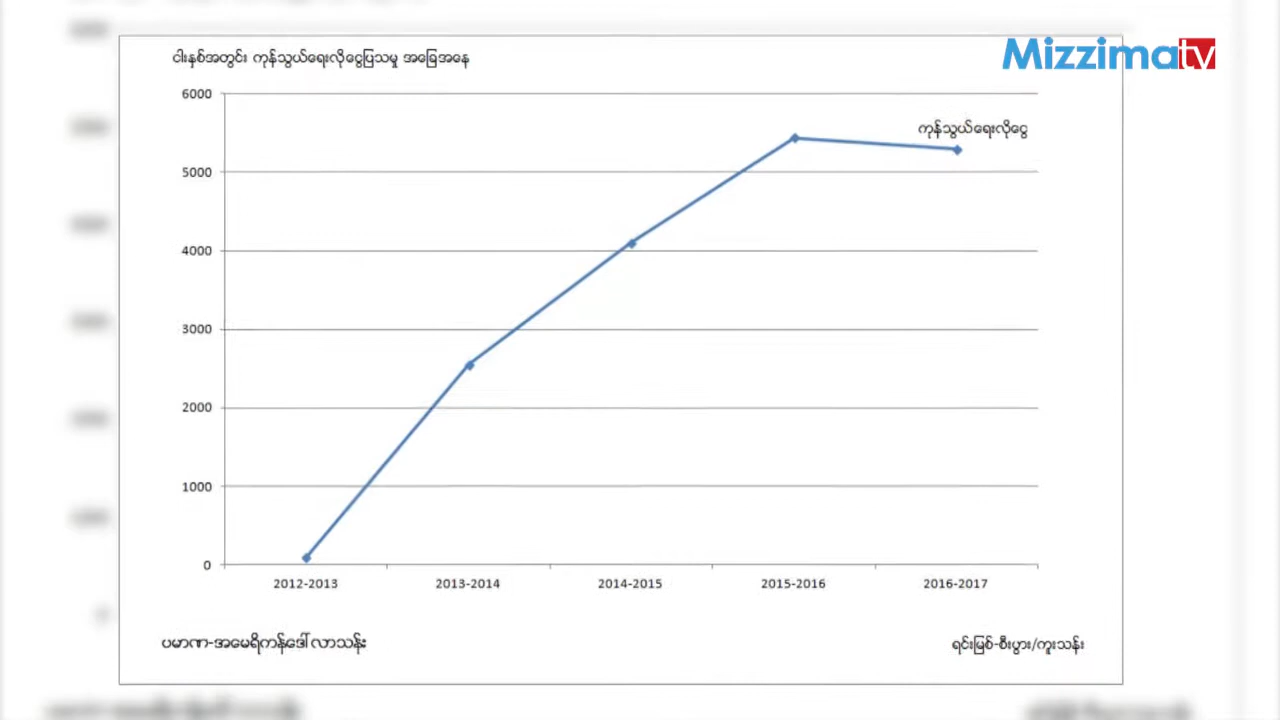 Mizzima tv
ငါးနှစ်အတွင်း ကုန်သွယ်ရေးလိုငွေပြသမှု အခြေအနေ
6000
ကုန်သွယ်ရေးလိုငွေ
5000
4000
3000
2000
1000
0
2012-2013 2013-2014 2014-2015 2015-2016 2016-2017
ပမာဏ-အမေရိကန်ဒေါ်လာသန်း
ရင်းမြစ်-စီးပွား/ကူးသန်း